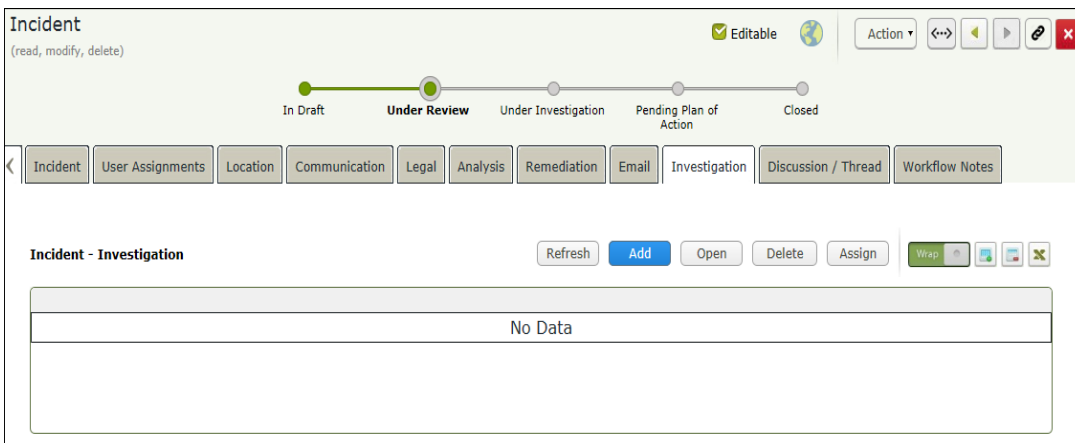 Incident
(read, modify, delete)
Editable
Action
In Draft
Under Review
Under Investigation
Pending Plan of
Action
Closed
Incident
User Assignments
Location
Communication
Legal
Analysis
Remediation
Email
Investigation
Discussion / Thread
Workflow Notes
Incident - Investigation
Refresh
Add
Open
Delete
Assign
Wrap
No Data